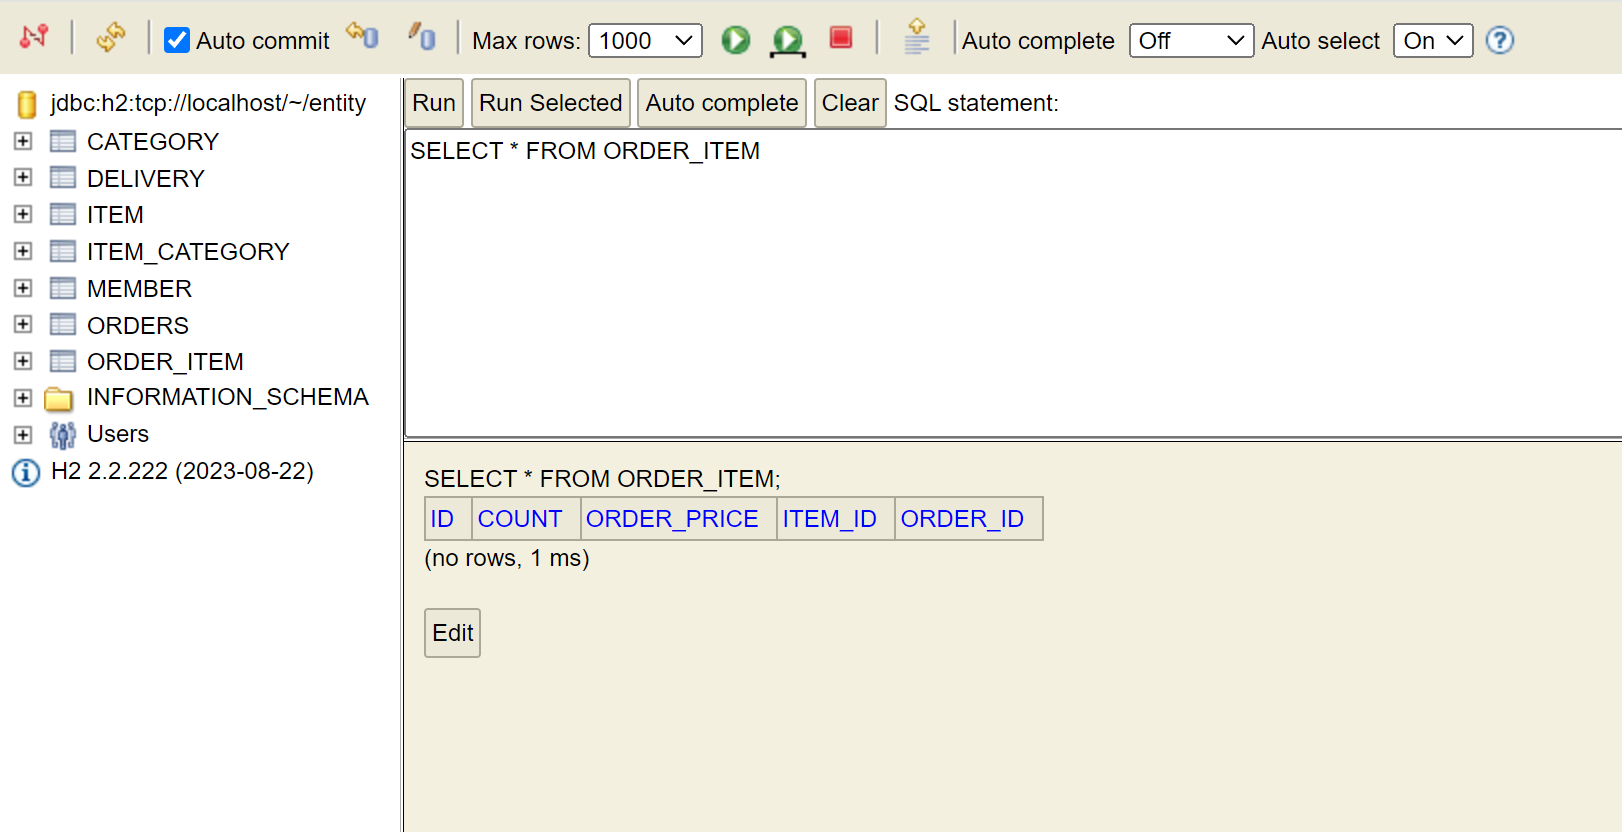 Auto commit Max rows: 1000 Auto complete Off Auto select On ?
jdbc:h2:tcp://localhost/~/entity
CATEGORY
DELIVERY
ITEM
ITEM_CATEGORY
MEMBER
ORDERS
ORDER_ITEM
INFORMATION_SCHEMA
Users
H2 2.2.222 (2023-08-22)
Run Run Selected Auto complete Clear SQL statement:
SELECT * FROM ORDER_ITEM
SELECT * FROM ORDER_ITEM;
ID COUNT ORDER_PRICE ITEM_ID ORDER_ID
(no rows, 1 ms)
Edit